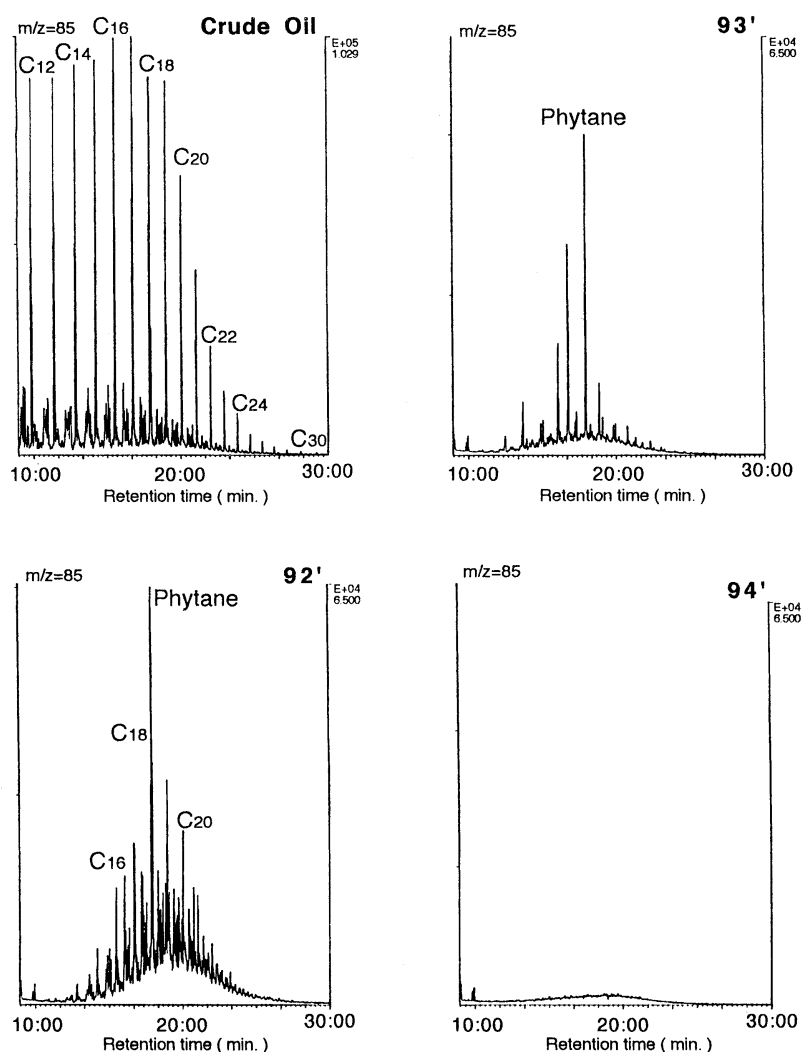 m/z=85
Crude Oil
E+05
1.029
C12
C14
C16
C18
C20
C22
C24
C30
10:00 20:00 30:00
Retention time ( min. )
m/z=85
93'
E+04
6.500
Phytane
10:00 20:00 30:00
Retention time ( min. )
m/z=85
92'
E+04
6.500
Phytane
C18
C20
C16
10:00 20:00 30:00
Retention time ( min. )
m/z=85
94'
E+04
6.500
10:00 20:00 30:00
Retention time ( min. )